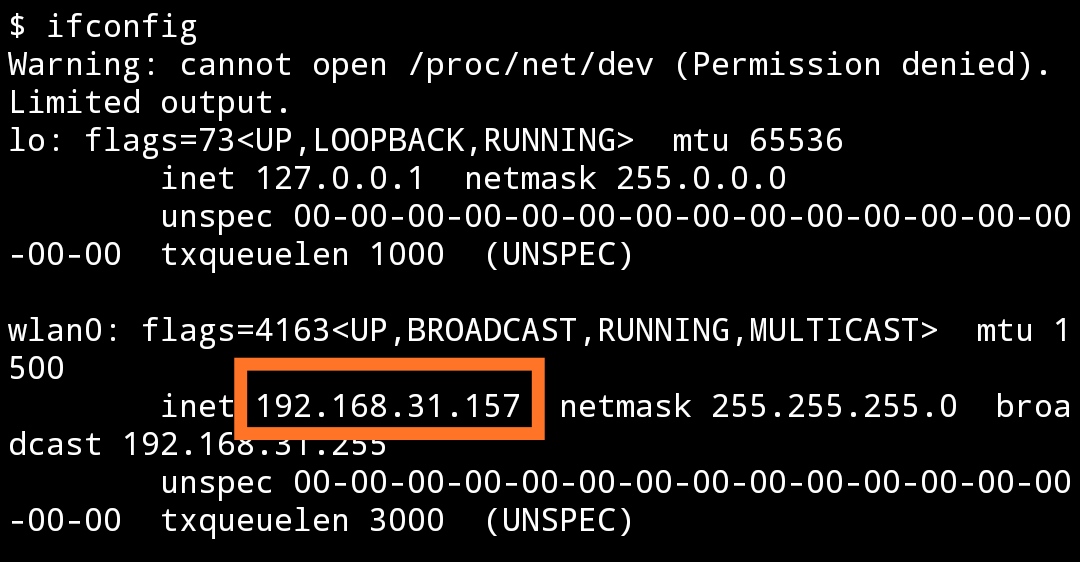 $ ifconfig
Warning: cannot open /proc/net/dev (Permission denied).
Limited output.
lo: flags=73<UP,LOOPBACK,RUNNING>  mtu 65536
        inet 127.0.0.1  netmask 255.0.0.0
        unspec 00-00-00-00-00-00-00-00-00-00-00-00-00-00
-00-00  txqueuelen 1000  (UNSPEC)

wlan0: flags=4163<UP,BROADCAST,RUNNING,MULTICAST>  mtu 1
500
        inet 192.168.31.157  netmask 255.255.255.0  broa
dcast 192.168.31.255
        unspec 00-00-00-00-00-00-00-00-00-00-00-00-00-00
-00-00  txqueuelen 3000  (UNSPEC)